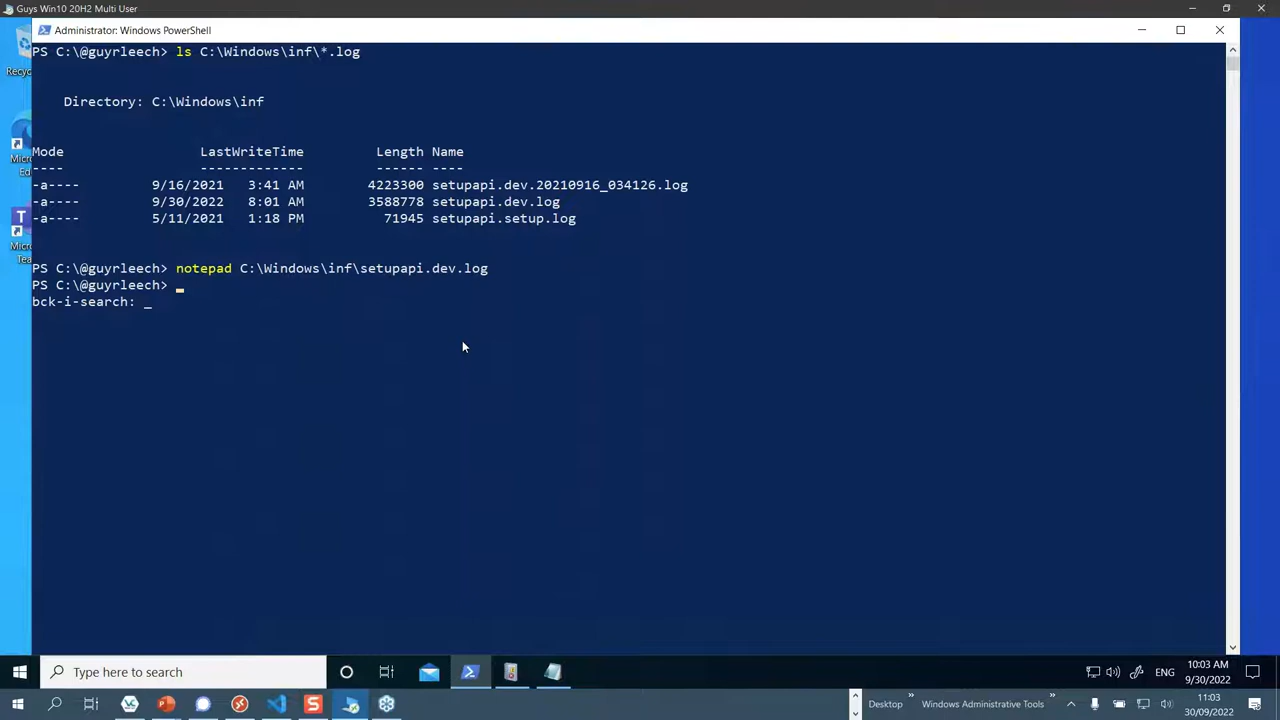 Guys Win10 20H2 Multi User
Administrator: Windows PowerShell
PS C:\@guyrleech> ls C:\Windows\inf\*.log
Directory: C:\Windows\inf
Mode LastWriteTime Length Name
---- ------------- ------ ----
-a---- 9/16/2021 3:41 AM 4223300 setupapi.dev.20210916_034126.log
-a---- 9/30/2022 8:01 AM 3588778 setupapi.dev.log
-a---- 5/11/2021 1:18 PM 71945 setupapi.setup.log
PS C:\@guyrleech> notepad C:\Windows\inf\setupapi.dev.log
PS C:\@guyrleech>
bck-i-search: _
Type here to search
ENG
10:03 AM
9/30/2022
Desktop
Windows Administrative Tools
11:03
30/09/2022